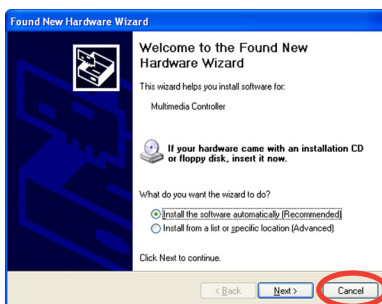 Found New Hardware Wizard
Welcome to the Found New
Hardware Wizard
This wizard helps you install software for:
Multimedia Controller
If your hardware came with an installation CD
or floppy disk, insert it now.
What do you want the wizard to do?
Install the software automatically (Recommended)
Install from a list or specific location (Advanced)
Click Next to continue.
< Back Next > Cancel